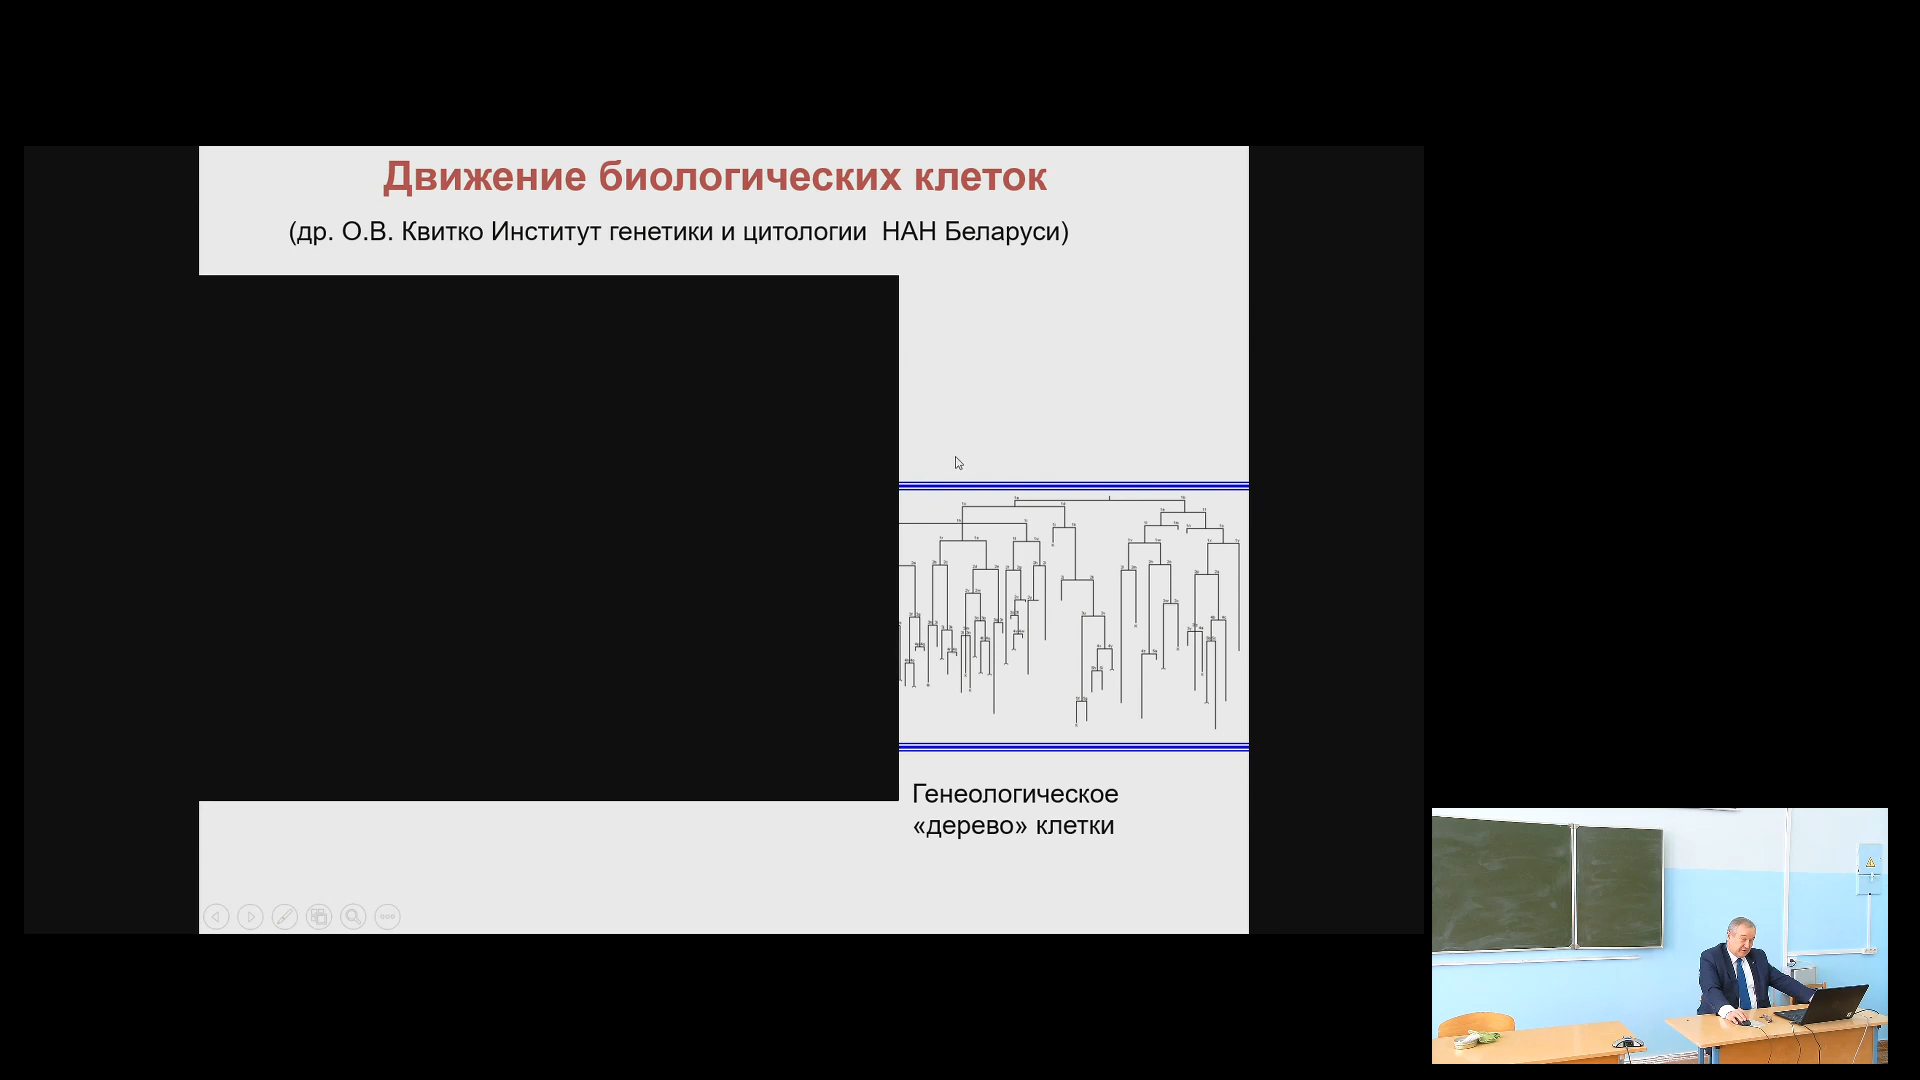 Движение биологических клеток
(др. О.В. Квитко Институт генетики и цитологии НАН Беларуси)
Генеологическое
«дерево» клетки